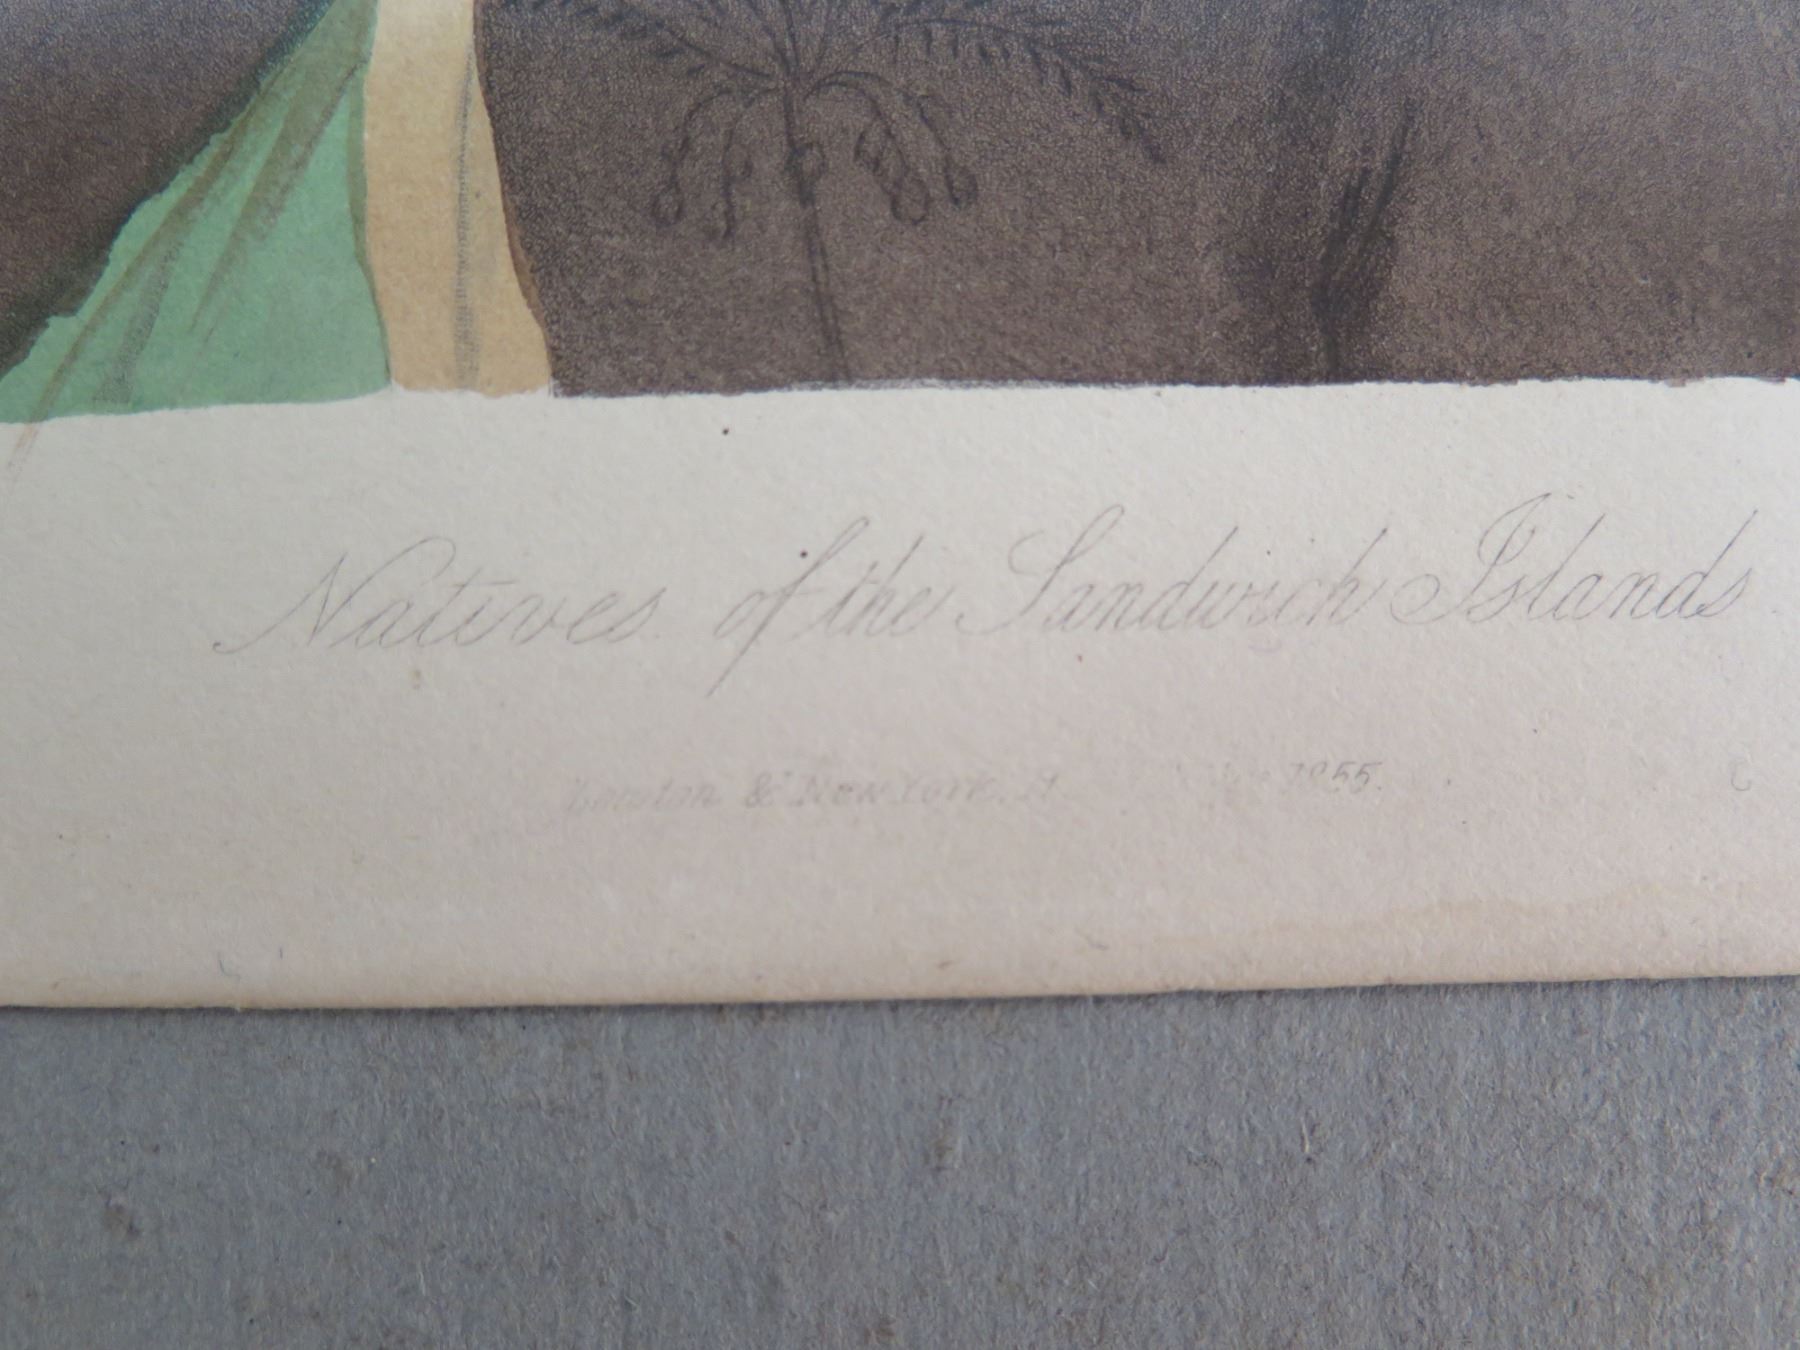 Natives of the Sandwich Islands
London & New York. 1855.